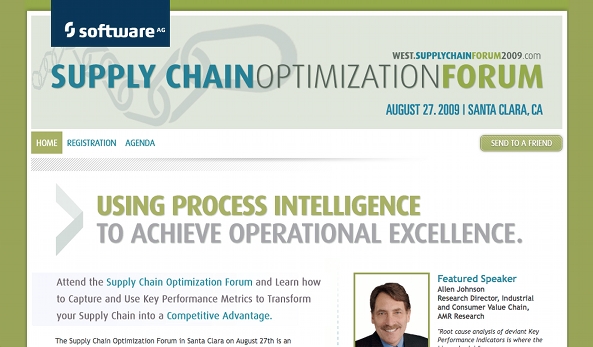 software AG
WEST.SUPPLYCHAINFORUM2009.com
SUPPLY CHAINOPTIMIZATIONFORUM
AUGUST 27. 2009 | SANTA CLARA, CA
HOME REGISTRATION AGENDA
SEND TO A FRIEND
USING PROCESS INTELLIGENCE
TO ACHIEVE OPERATIONAL EXCELLENCE.
Attend the Supply Chain Optimization Forum and Learn how
to Capture and Use Key Performance Metrics to Transform
your Supply Chain into a Competitive Advantage.
The Supply Chain Optimization Forum in Santa Clara on August 27th is an
Featured Speaker
Allen Johnson
Research Director, Industrial
and Consumer Value Chain,
AMR Research
"Root cause analysis of deviant Key
Performance Indicators is where the